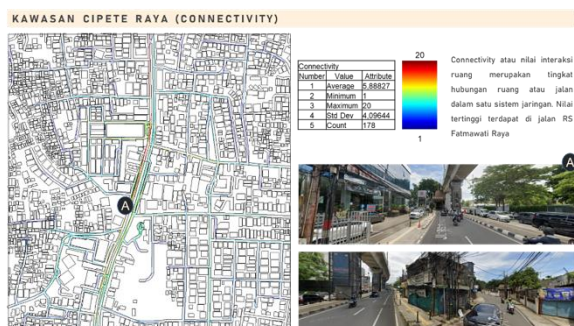 KAWASAN CIPETE RAYA (CONNECTIVITY)
Connectivity
Number Value Attribute
1 Average 5,88827
2 Minimum 1
3 Maximum 20
4 Std Dev 4,09644
5 Count 178
20
1
Connectivity atau nilai interaksi
ruang merupakan tingkat
hubungan ruang atau jalan
dalam satu sistem jaringan. Nilai
tertinggi terdapat di jalan RS
Fatmawati Raya
A
A